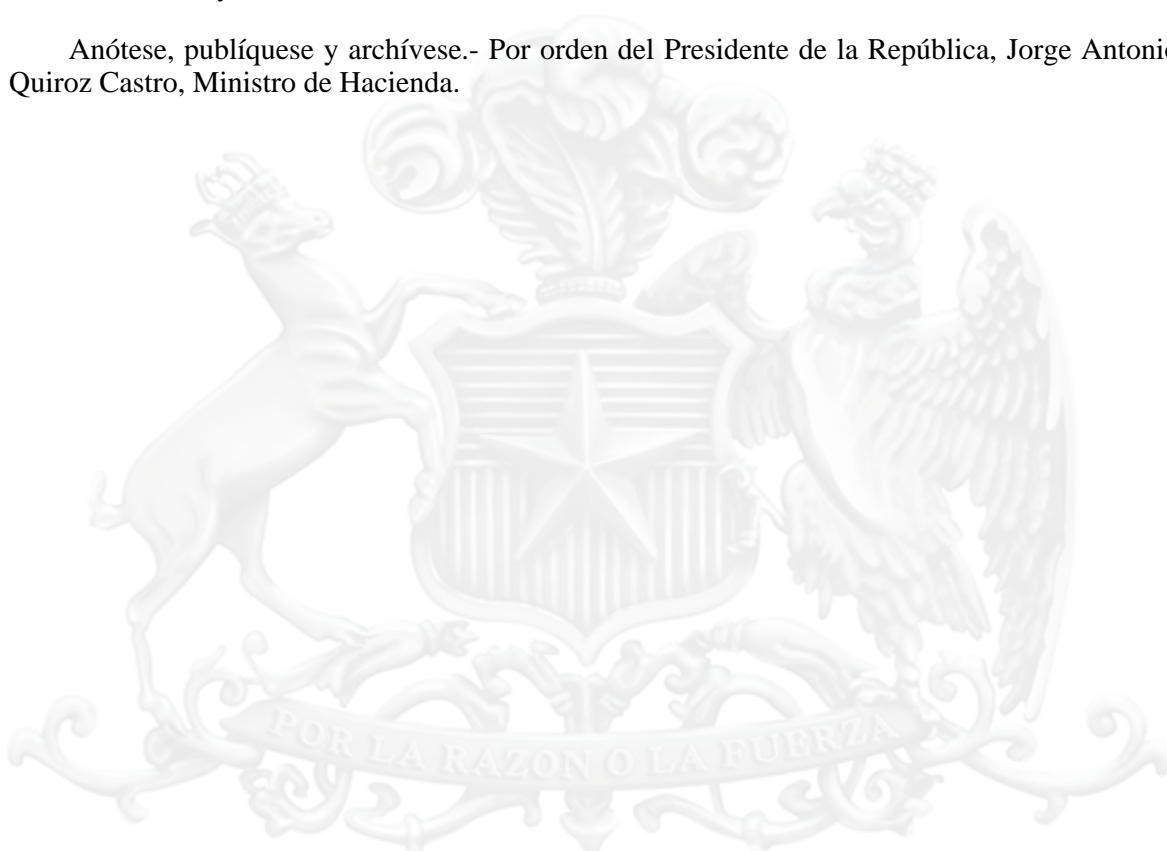 Anótese, publíquese y archívese.- Por orden del Presidente de la República, Jorge Antoni
Quiroz Castro, Ministro de Hacienda.
POR LA RAZON O LA FUERZA